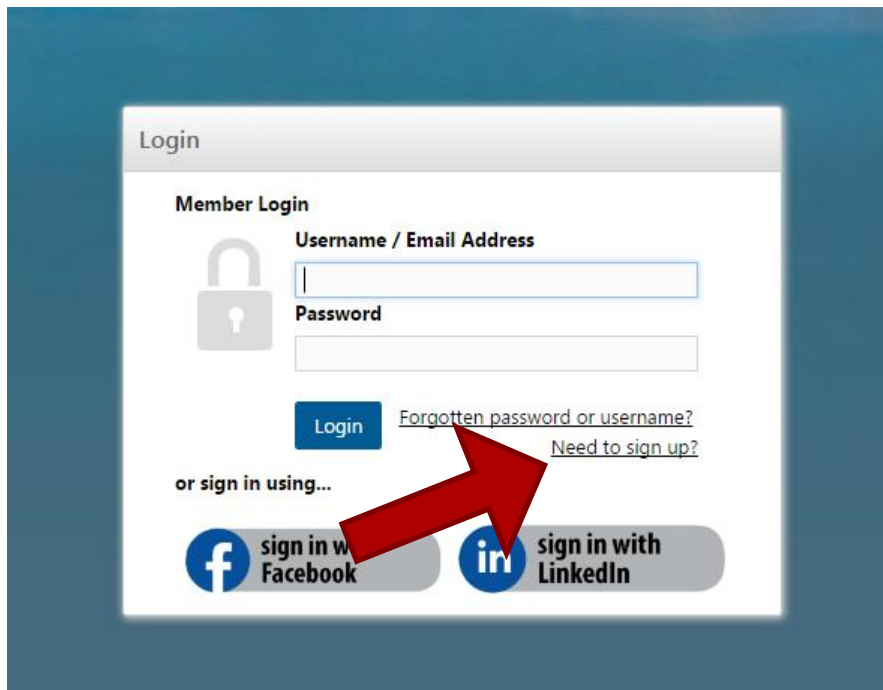 Login
Member Login
Username / Email Address
Password
Login
Forgotten password or username?
Need to sign up?
or sign in using...
sign in w
Facebook
sign in with
LinkedIn